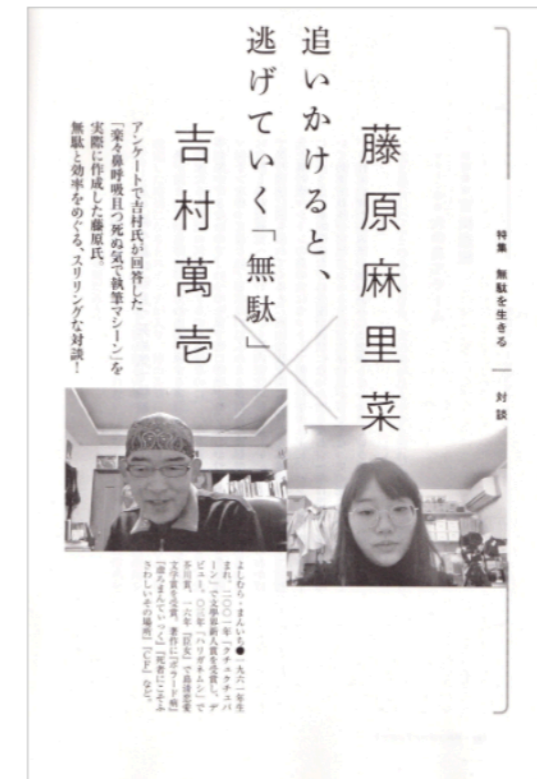 特集 無駄を生きる ― 対談
藤原麻里菜
×
吉村萬壱
追いかけると、
逃げていく「無駄」
アンケートで吉村氏が回答した
「楽々鼻呼吸且つ死ぬ気で執筆マシーン」を
実際に作成した藤原氏。
無駄と効率をめぐる、スリリングな対談！
よしむら・まんいち●一九六一年生
まれ。二〇〇一年「クチュクチュバ
ーン」で文學界新人賞を受賞し、デ
ビュー。〇三年「ハリガネムシ」で
芥川賞、一六年『臣女』で島清恋愛
文学賞を受賞。著作に『ボラード病』
『虚ろまんてぃっく』『死者にこそふ
さわしいその場所』『CF』など。